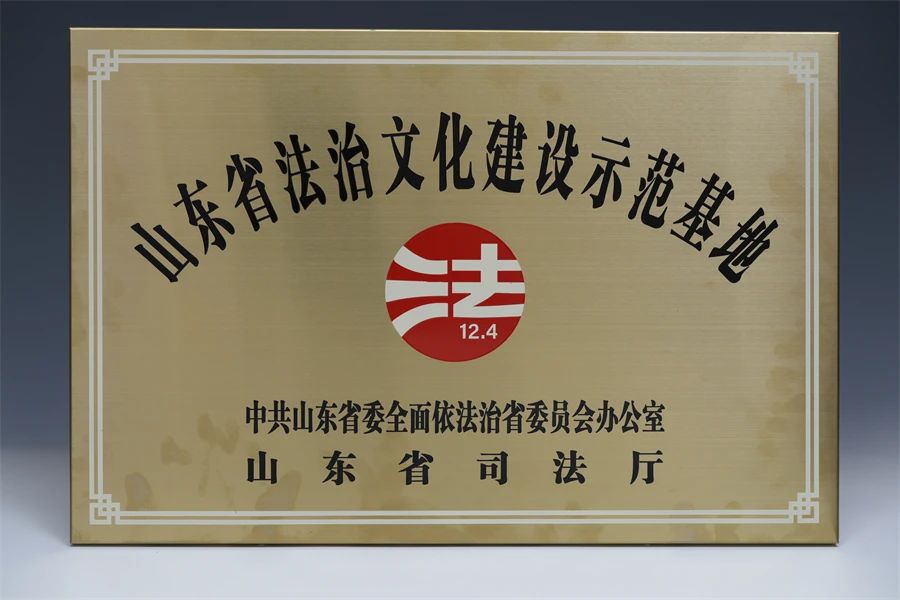 山东省法治文化建设示范基地
法
12.4
中共山东省委全面依法治省委员会办公室
山东省司法厅